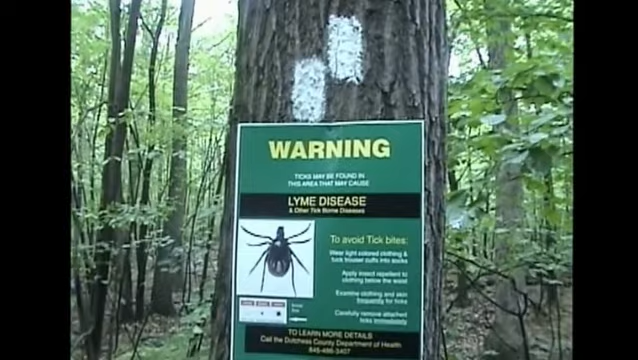 WARNING
TICKS MAY BE FOUND IN
THIS AREA THAT MAY CAUSE
LYME DISEASE
& Other Tick Borne Diseases
To avoid Tick bites:
Wear light colored clothing &
tuck trouser cuffs into socks
Apply insect repellent to
clothing below the waist
Examine clothing and skin
frequently for ticks
Carefully remove attached
ticks immediately
TO LEARN MORE DETAILS
Call the Dutchess County Department of Health
845-486-3407